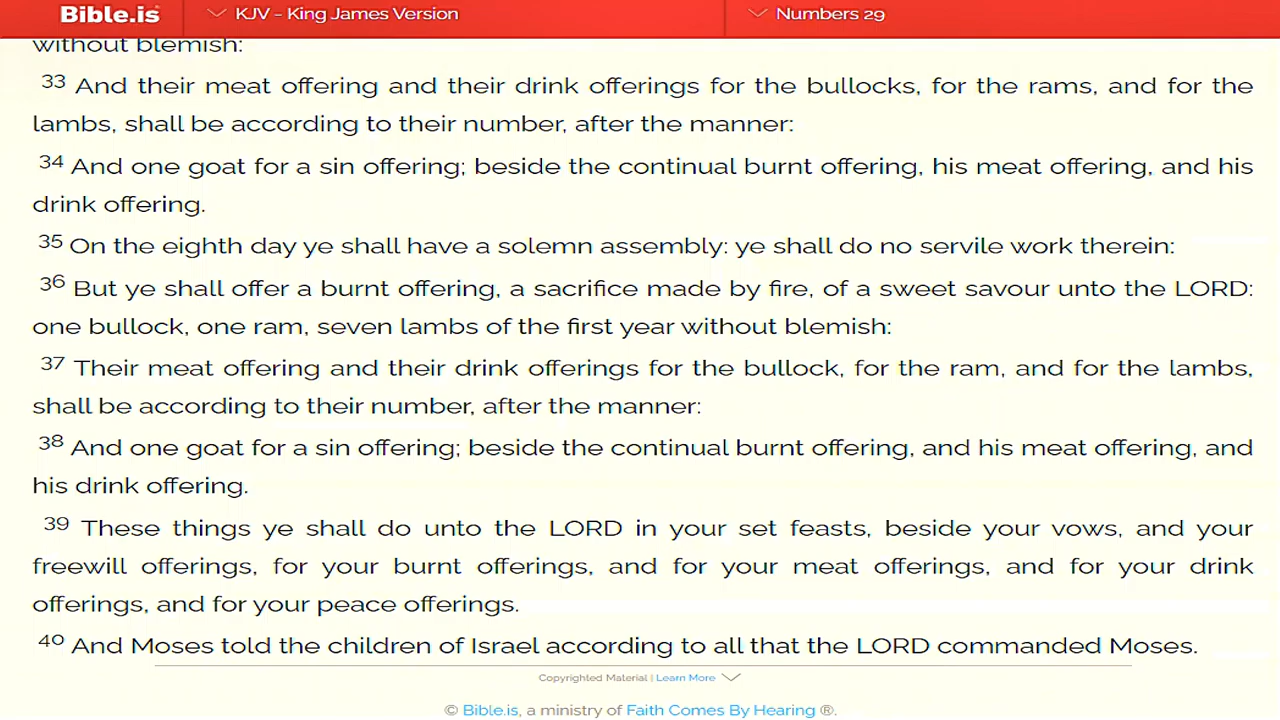 Bible.is KJV - King James Version Numbers 29
without blemish:
33 And their meat offering and their drink offerings for the bullocks, for the rams, and for the
lambs, shall be according to their number, after the manner:
34 And one goat for a sin offering; beside the continual burnt offering, his meat offering, and his
drink offering.
35 On the eighth day ye shall have a solemn assembly: ye shall do no servile work therein:
36 But ye shall offer a burnt offering, a sacrifice made by fire, of a sweet savour unto the LORD:
one bullock, one ram, seven lambs of the first year without blemish:
37 Their meat offering and their drink offerings for the bullock, for the ram, and for the lambs,
shall be according to their number, after the manner:
38 And one goat for a sin offering; beside the continual burnt offering, and his meat offering, and
his drink offering.
39 These things ye shall do unto the LORD in your set feasts, beside your vows, and your
freewill offerings, for your burnt offerings, and for your meat offerings, and for your drink
offerings, and for your peace offerings.
40 And Moses told the children of Israel according to all that the LORD commanded Moses.
Copyrighted Material | Learn More
© Bible.is, a ministry of Faith Comes By Hearing ®.